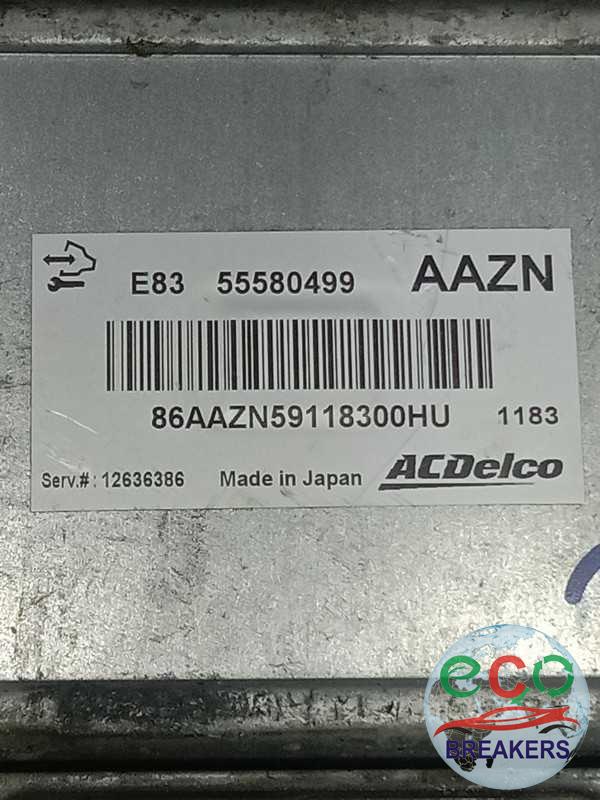 E83 55580499 AAZN
86AAZN59118300HU 1183
Serv.#: 12636386 Made in Japan ACDelco
eco
BREAKERS